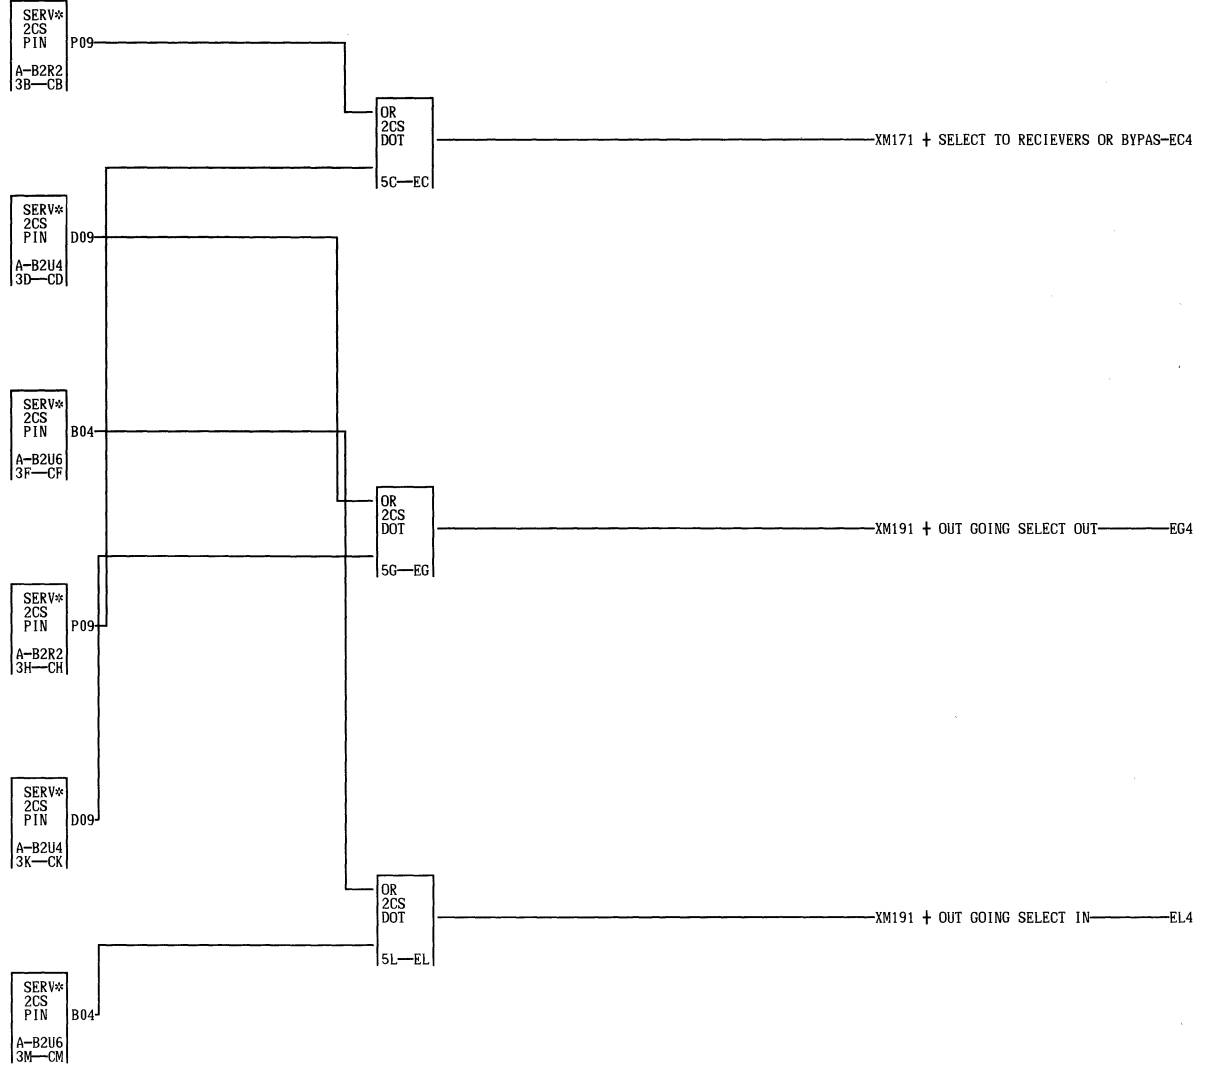 SERV*
2CS
PIN P09
A-B2R2
3B—CB
OR
2CS
DOT
5C—EC
XM171 + SELECT TO RECIEVERS OR BYPAS-EC4
SERV*
2CS
PIN D09
A-B2U4
3D—CD
SERV*
2CS
PIN B04
A-B2U6
3F—CF
OR
2CS
DOT
5G—EG
XM191 + OUT GOING SELECT OUT—EG4
SERV*
2CS
PIN P09
A-B2R2
3H—CH
SERV*
2CS
PIN D09
A-B2U4
3K—CK
OR
2CS
DOT
5L—EL
XM191 + OUT GOING SELECT IN—EL4
SERV*
2CS
PIN B04
A-B2U6
3M—CM